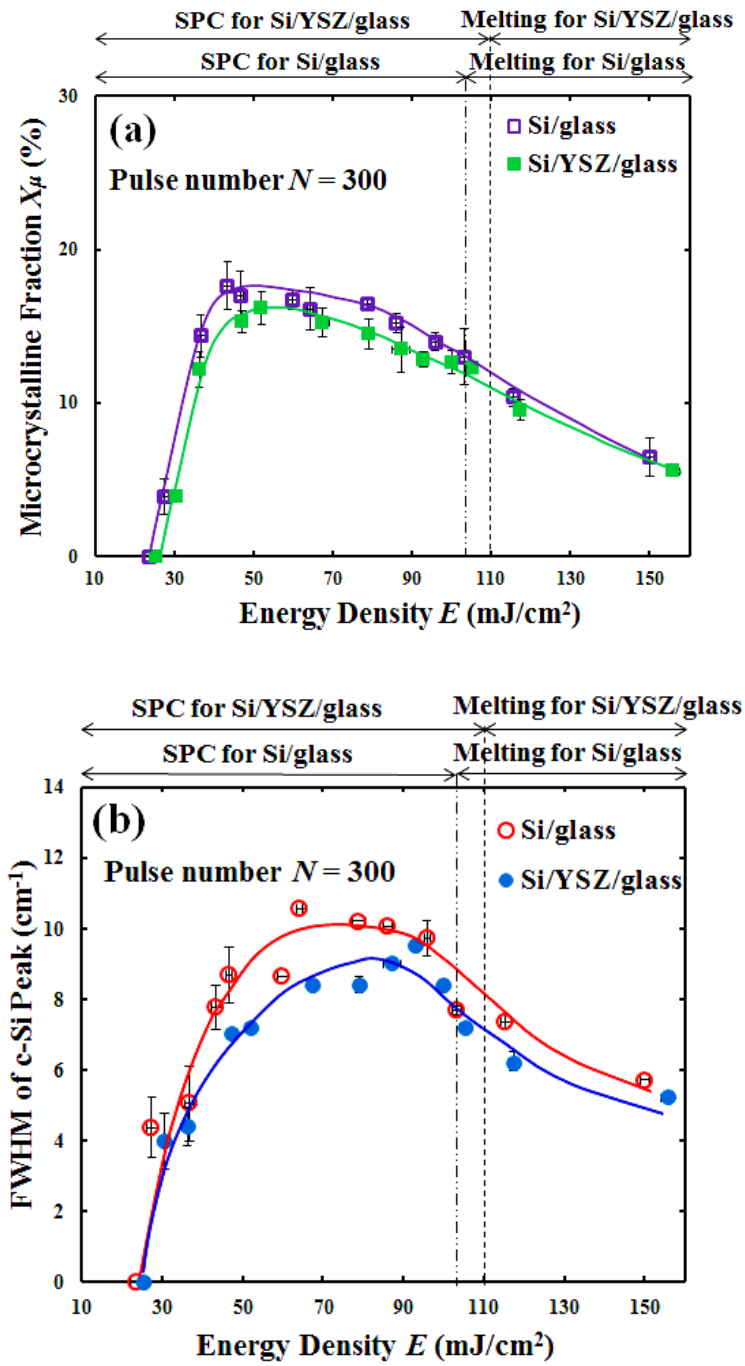 SPC for Si/YSZ/glass Melting for Si/YSZ/glass
SPC for Si/glass Melting for Si/glass
30
(a)
Si/glass
Si/YSZ/glass
Pulse number N = 300
20
10
0
Microcrystalline Fraction Xμ (%)
10 30 50 70 90 110 130 150
Energy Density E (mJ/cm²)
SPC for Si/YSZ/glass Melting for Si/YSZ/glass
SPC for Si/glass Melting for Si/glass
14
(b)
Si/glass
Si/YSZ/glass
Pulse number N = 300
12
10
8
6
4
2
0
FWHM of c-Si Peak (cm⁻¹)
10 30 50 70 90 110 130 150
Energy Density E (mJ/cm²)